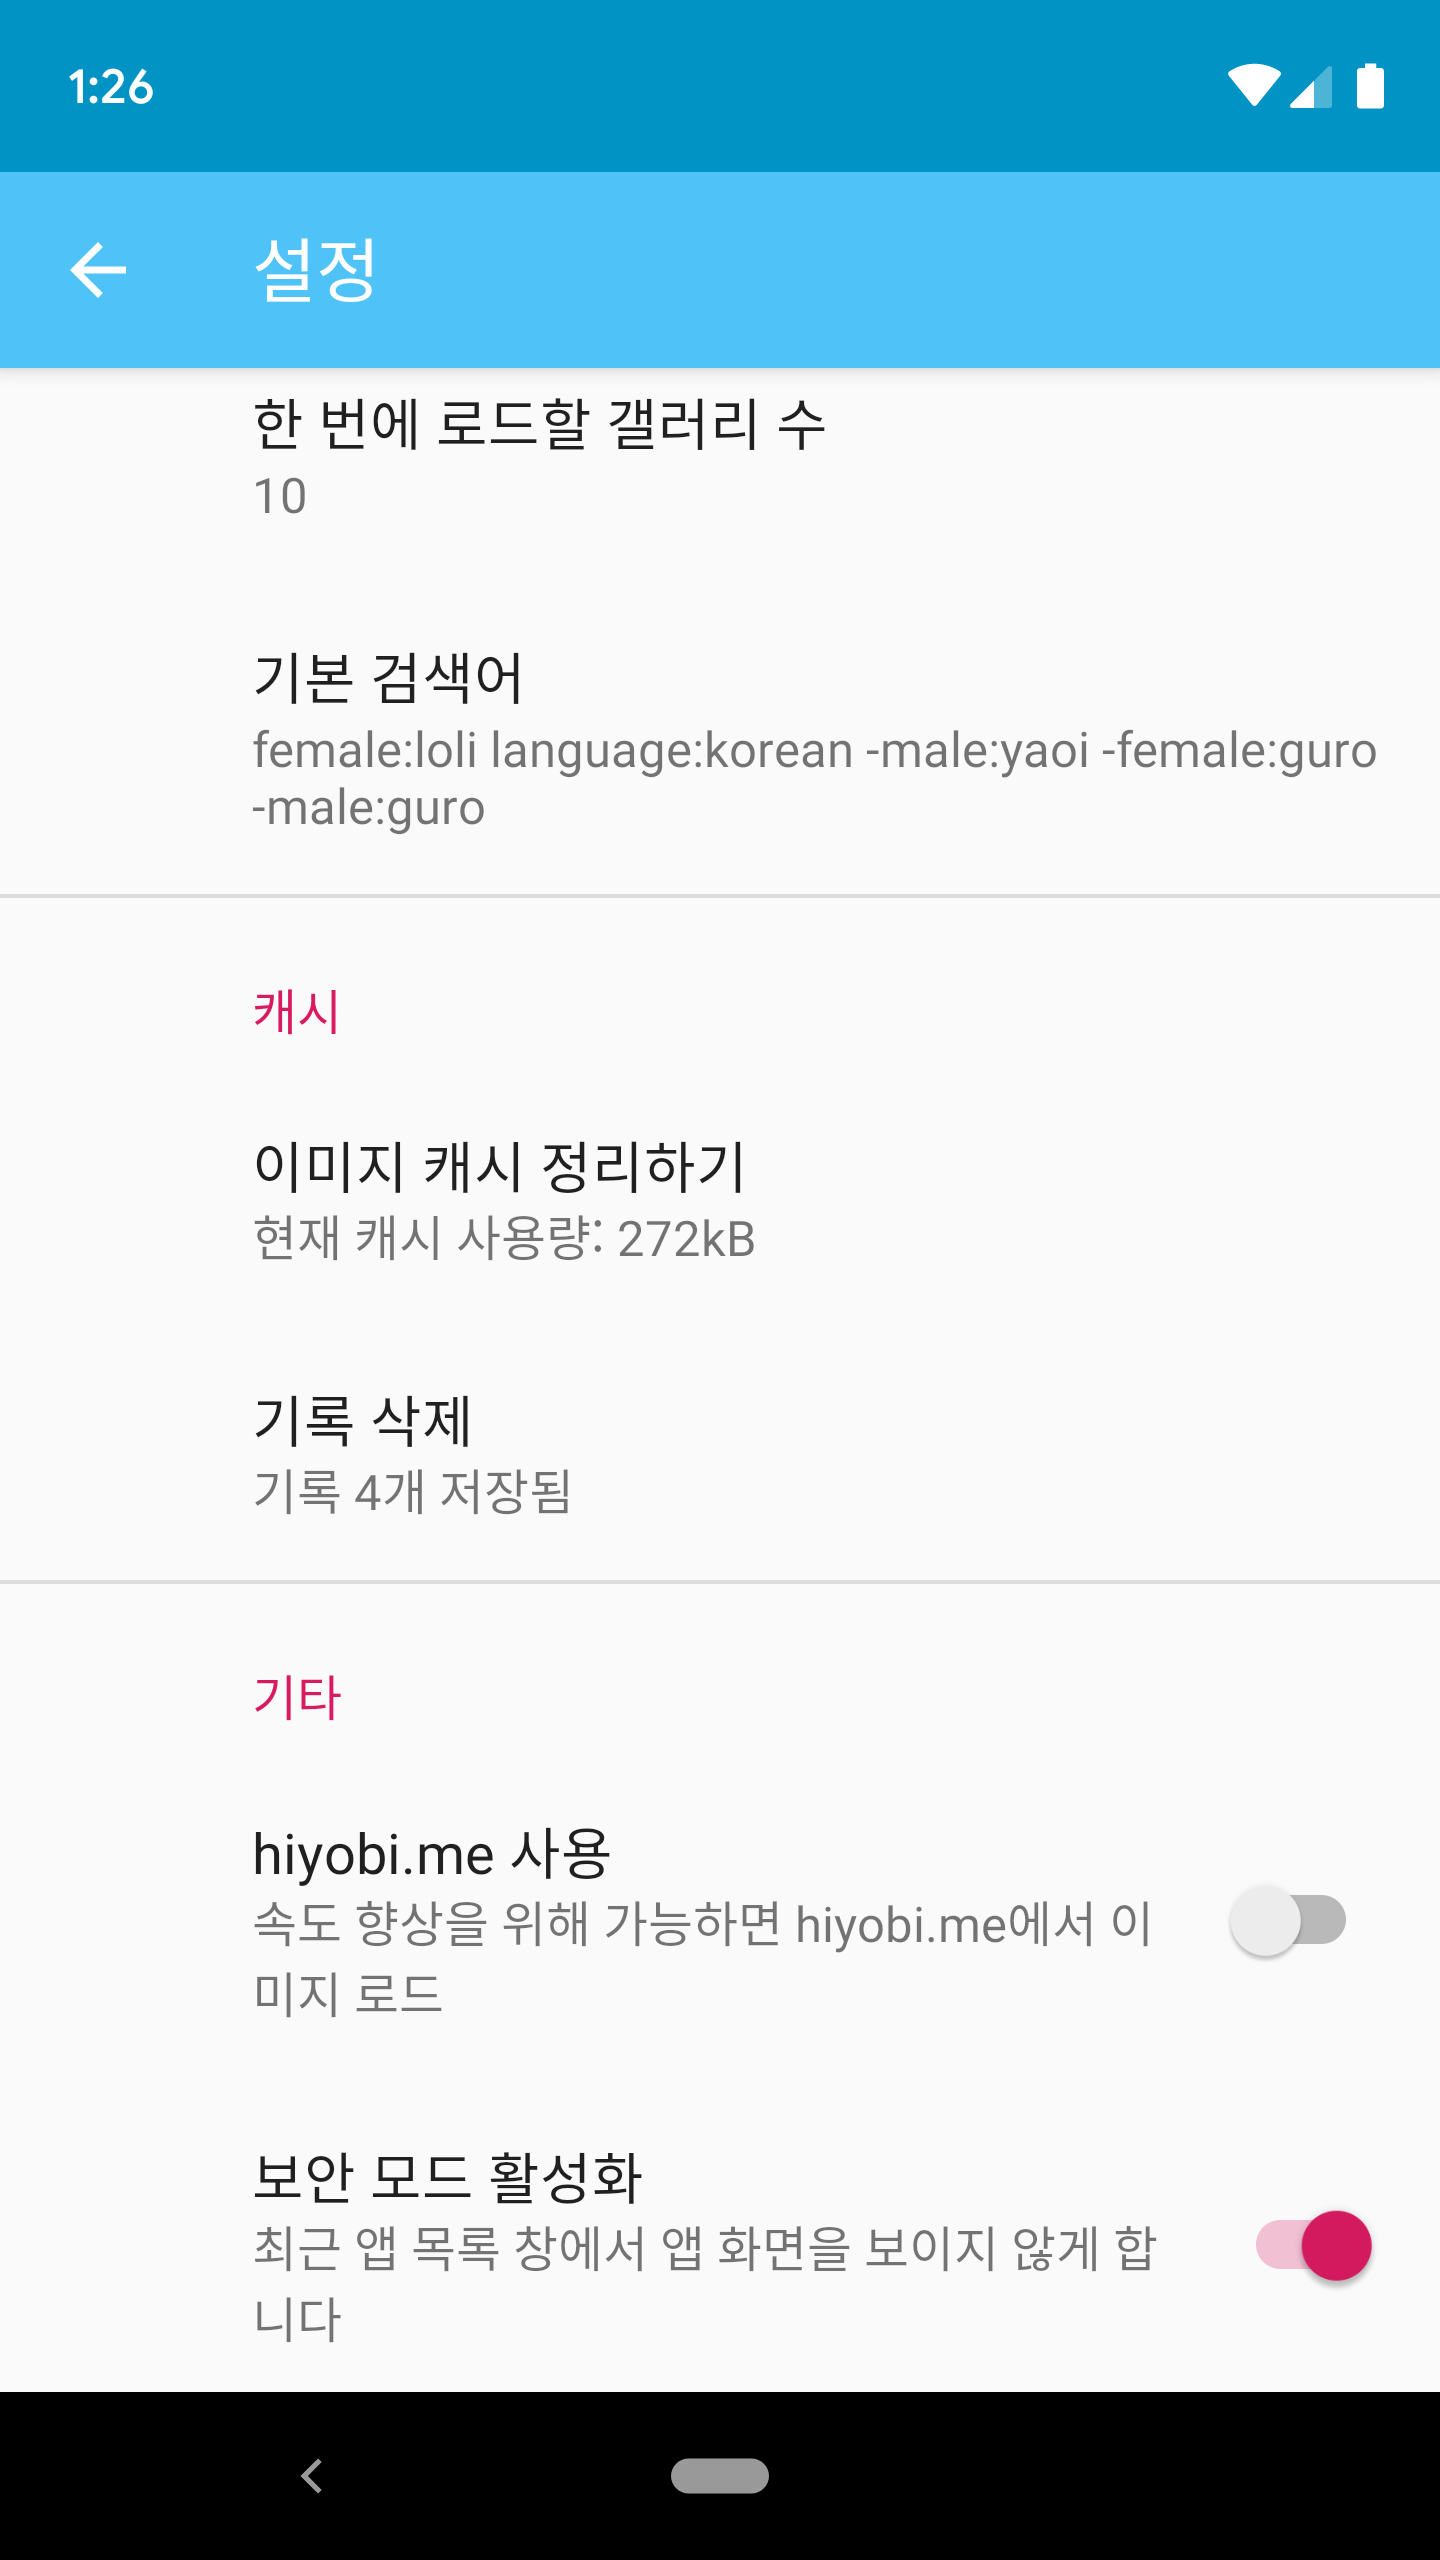 1:26
설정
한 번에 로드할 갤러리 수
10
기본 검색어
female:loli language:korean -male:yaoi -female:guro
-male:guro
캐시
이미지 캐시 정리하기
현재 캐시 사용량: 272kB
기록 삭제
기록 4개 저장됨
기타
hiyobi.me 사용
속도 향상을 위해 가능하면 hiyobi.me에서 이
미지 로드
보안 모드 활성화
최근 앱 목록 창에서 앱 화면을 보이지 않게 합
니다